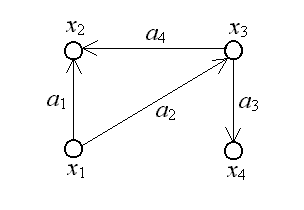 x₂ x₃
a₄
a₁ a₂ a₃
x₁ x₄